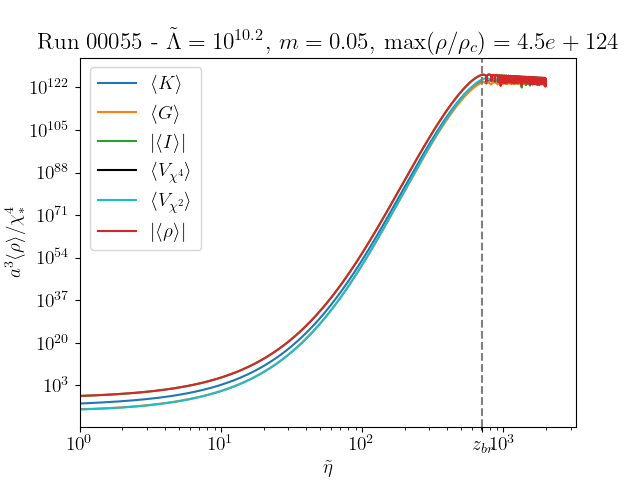 Run 00055 - Λ̃ = 10^10.2, m = 0.05, max(ρ/ρ_c) = 4.5e + 124
a³⟨ρ⟩/χ_*^4
10^122
10^105
10^88
10^71
10^54
10^37
10^20
10^3
⟨K⟩
⟨G⟩
|⟨I⟩|
⟨V_χ⁴⟩
⟨V_χ²⟩
|⟨ρ⟩|
10^0 10^1 10^2 z_br 10^3
η̃